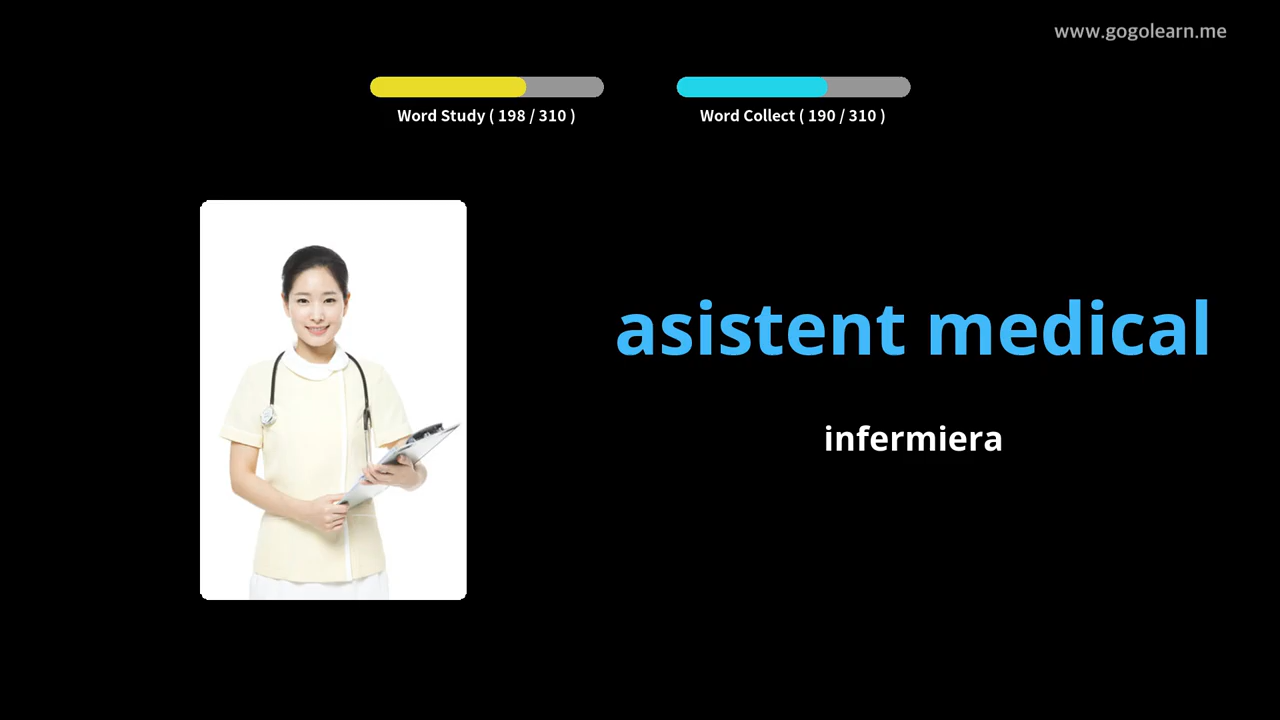 www.gogolearn.me
Word Study ( 198 / 310 )
Word Collect ( 190 / 310 )
asistent medical
infermiera